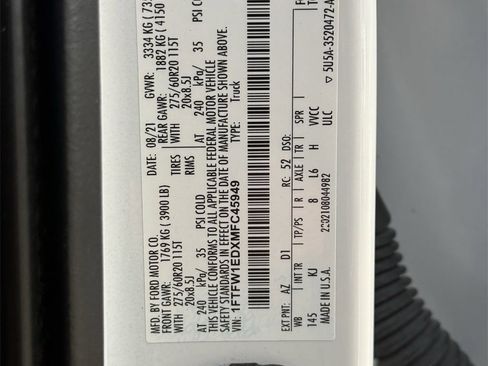 MFD. BY FORD MOTOR CO.
DATE: 08/21 GVWR: 3334 KG ( 73
FRONT GAWR: 1769 KG ( 3900 LB) REAR GAWR: 1882 KG ( 4150
WITH 275/60R20 115T TIRES WITH 275/60R20 115T
20x8.5J RIMS 20x8.5J
AT 240 kPa/ 35 PSI COLD AT 240 kPa/ 35 PSI CO
THIS VEHICLE CONFORMS TO ALL APPLICABLE FEDERAL MOTOR VEHICLE
SAFETY STANDARDS IN EFFECT ON THE DATE OF MANUFACTURE SHOWN ABOVE.
VIN: 1FTFW1EDXMFC45949
TYPE: Truck
EXT PNT: AZ D1 RC: 52 DSO:
WB INT TR TP/PS R AXLE TR SPR
145 KJ 8 L6 H VVCC
ULC
MADE IN U.S.A.
5U5A-3520472-A